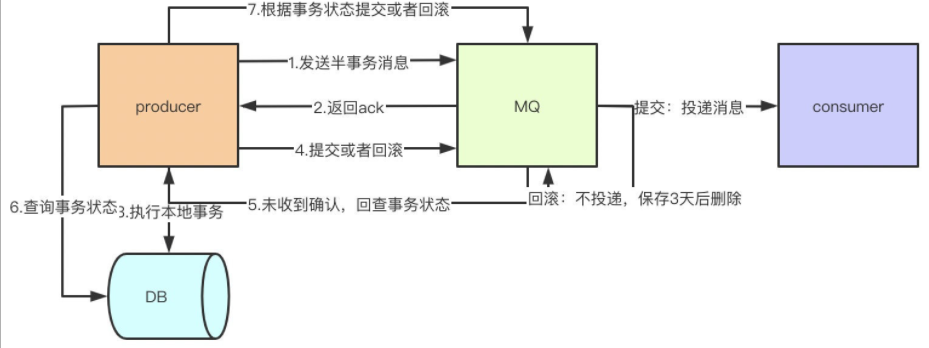 7.根据事务状态提交或者回滚
1.发送半事务消息
producer
2.返回ack
MQ
提交：投递消息
consumer
4.提交或者回滚
6.查询事务状态
3.执行本地事务
5.未收到确认，回查事务状态
回滚：不投递，保存3天后删除
DB